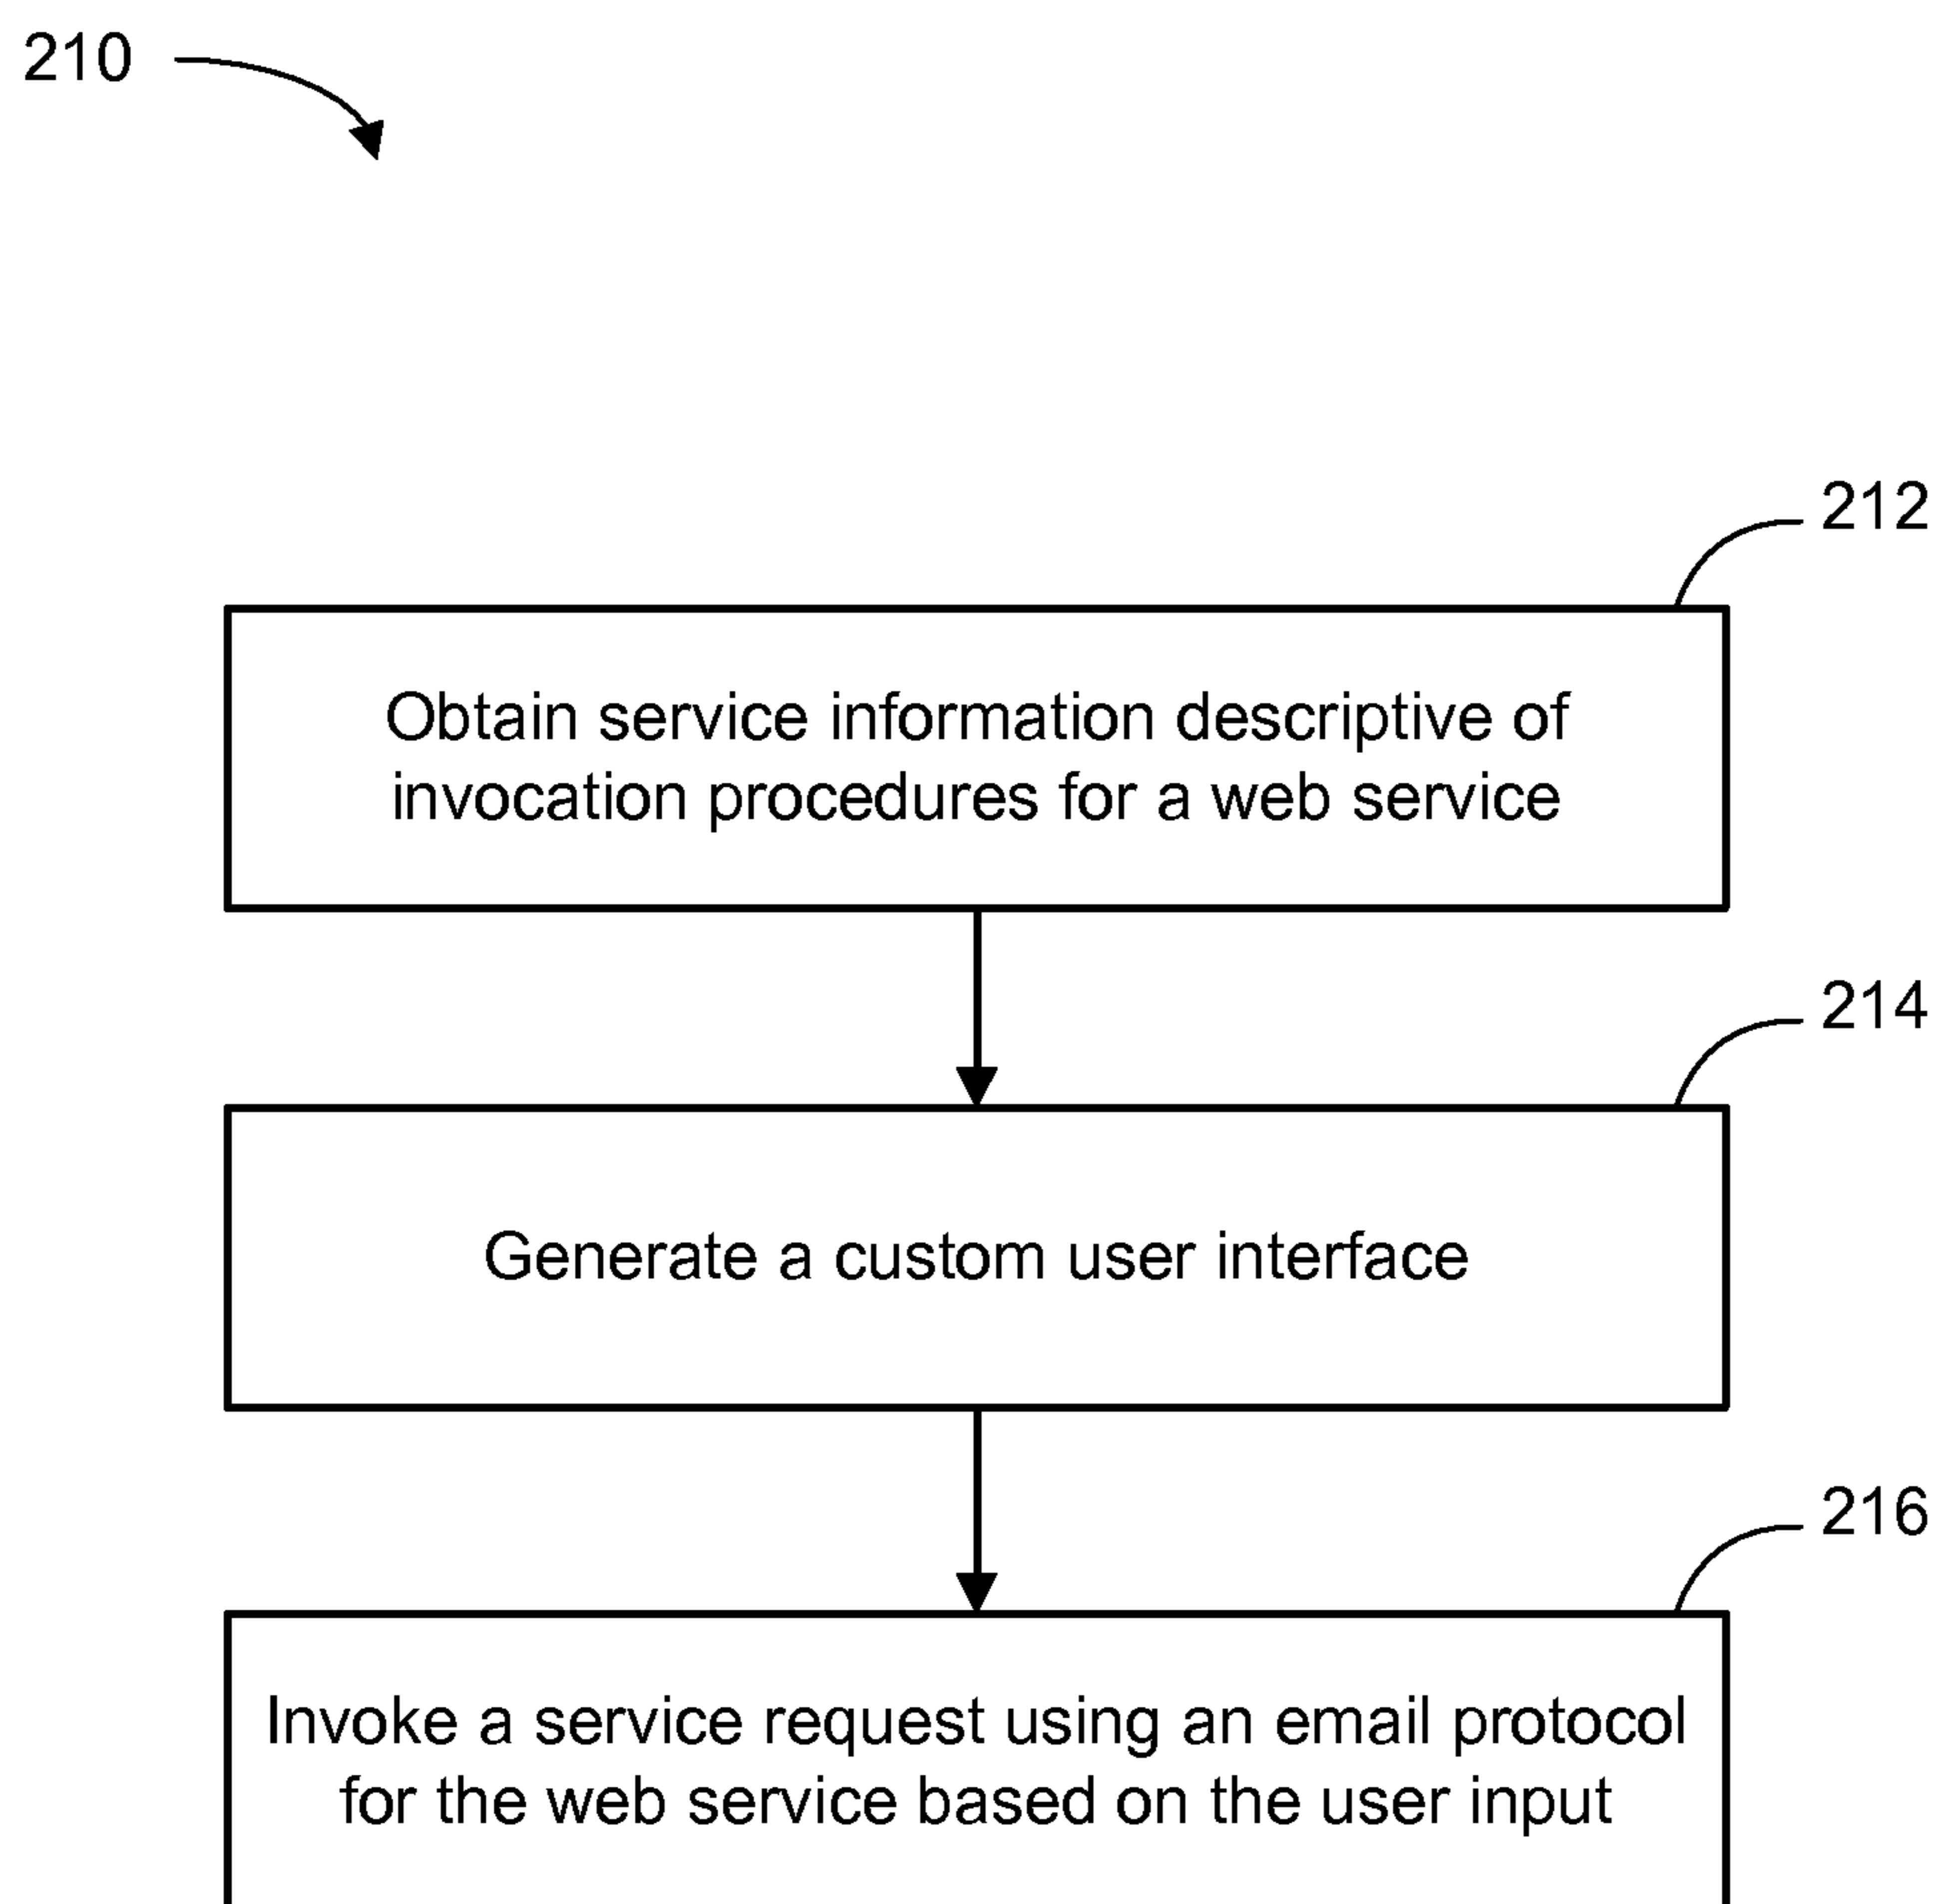 210
212
Obtain service information descriptive of
invocation procedures for a web service
214
Generate a custom user interface
216
Invoke a service request using an email protocol
for the web service based on the user input